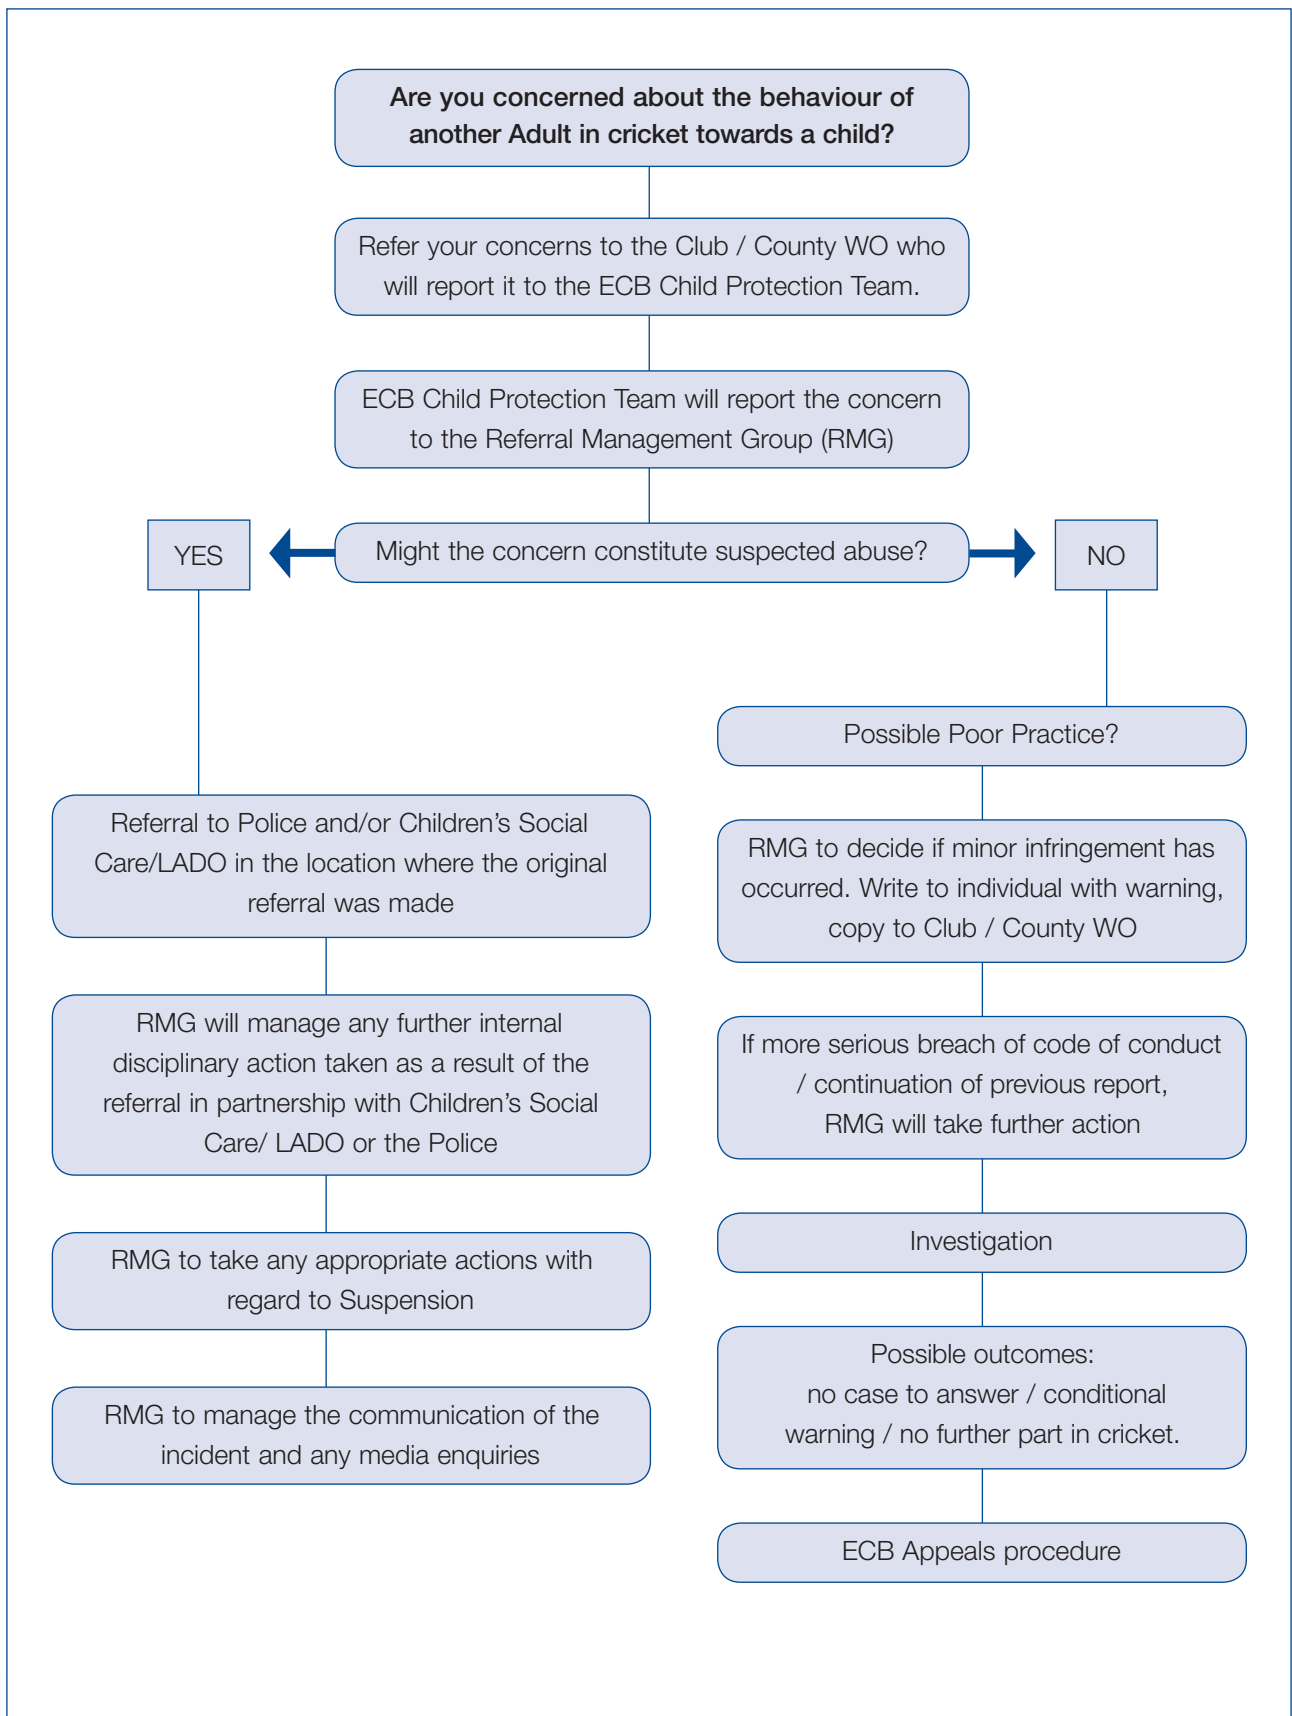 Are you concerned about the behaviour of
another Adult in cricket towards a child?
Refer your concerns to the Club / County WO who
will report it to the ECB Child Protection Team.
ECB Child Protection Team will report the concern
to the Referral Management Group (RMG)
Might the concern constitute suspected abuse?
YES
NO
Referral to Police and/or Children’s Social
Care/LADO in the location where the original
referral was made
RMG will manage any further internal
disciplinary action taken as a result of the
referral in partnership with Children’s Social
Care/ LADO or the Police
RMG to take any appropriate actions with
regard to Suspension
RMG to manage the communication of the
incident and any media enquiries
Possible Poor Practice?
RMG to decide if minor infringement has
occurred. Write to individual with warning,
copy to Club / County WO
If more serious breach of code of conduct
/ continuation of previous report,
RMG will take further action
Investigation
Possible outcomes:
no case to answer / conditional
warning / no further part in cricket.
ECB Appeals procedure